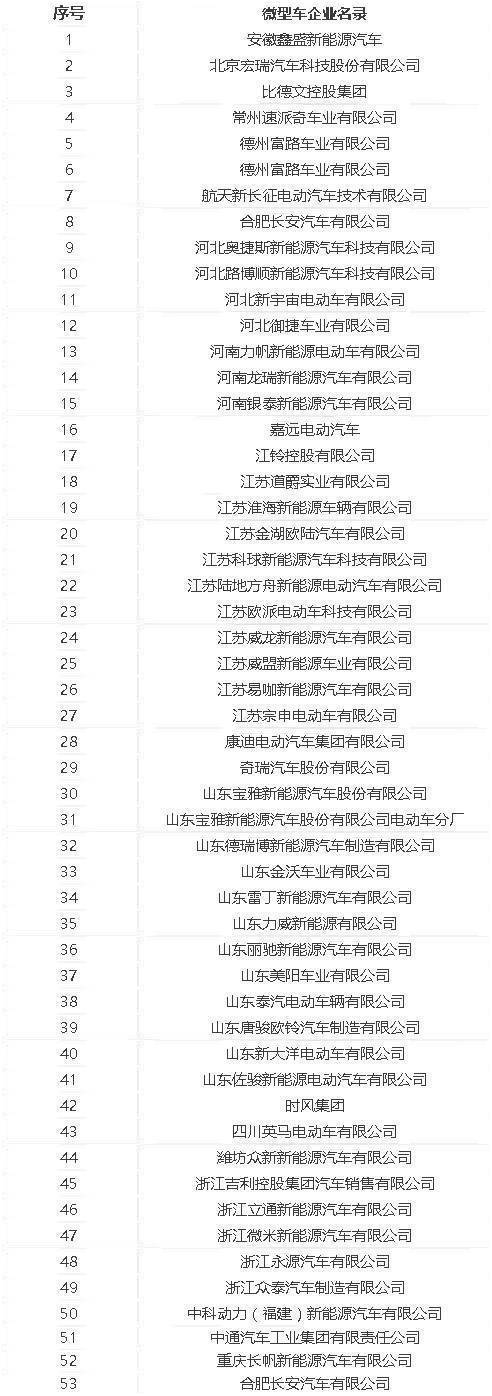 序号 微型车企业名录
1 安徽鑫盛新能源汽车
2 北京宏瑞汽车科技股份有限公司
3 比德文控股集团
4 常州速派奇车业有限公司
5 德州富路车业有限公司
6 德州富路车业有限公司
7 航天新长征电动汽车技术有限公司
8 合肥长安汽车有限公司
9 河北奥捷斯新能源汽车科技有限公司
10 河北路博顺新能源汽车科技有限公司
11 河北新宇宙电动车有限公司
12 河北御捷车业有限公司
13 河南力帆新能源电动车有限公司
14 河南龙瑞新能源汽车有限公司
15 河南银泰新能源汽车有限公司
16 嘉远电动汽车
17 江铃控股有限公司
18 江苏道爵实业有限公司
19 江苏淮海新能源车辆有限公司
20 江苏金湖欧陆汽车有限公司
21 江苏科球新能源汽车科技有限公司
22 江苏陆地方舟新能源电动汽车有限公司
23 江苏欧派电动车科技有限公司
24 江苏威龙新能源汽车有限公司
25 江苏威盟新能源车业有限公司
26 江苏易咖新能源汽车有限公司
27 江苏宗申电动车有限公司
28 康迪电动汽车集团有限公司
29 奇瑞汽车股份有限公司
30 山东宝雅新能源汽车股份有限公司
31 山东宝雅新能源汽车股份有限公司电动车分厂
32 山东德瑞博新能源汽车制造有限公司
33 山东金沃车业有限公司
34 山东雷丁新能源汽车有限公司
35 山东力威新能源有限公司
36 山东丽驰新能源汽车有限公司
37 山东美阳车业有限公司
38 山东泰汽电动车辆有限公司
39 山东唐骏欧铃汽车制造有限公司
40 山东新大洋电动车有限公司
41 山东佐骏新能源电动汽车有限公司
42 时风集团
43 四川英马电动车有限公司
44 潍坊众新新能源汽车有限公司
45 浙江吉利控股集团汽车销售有限公司
46 浙江立通新能源汽车有限公司
47 浙江微米新能源汽车有限公司
48 浙江永源汽车有限公司
49 浙江众泰汽车制造有限公司
50 中科动力（福建）新能源汽车有限公司
51 中通汽车工业集团有限责任公司
52 重庆长帆新能源汽车有限公司
53 合肥长安汽车有限公司